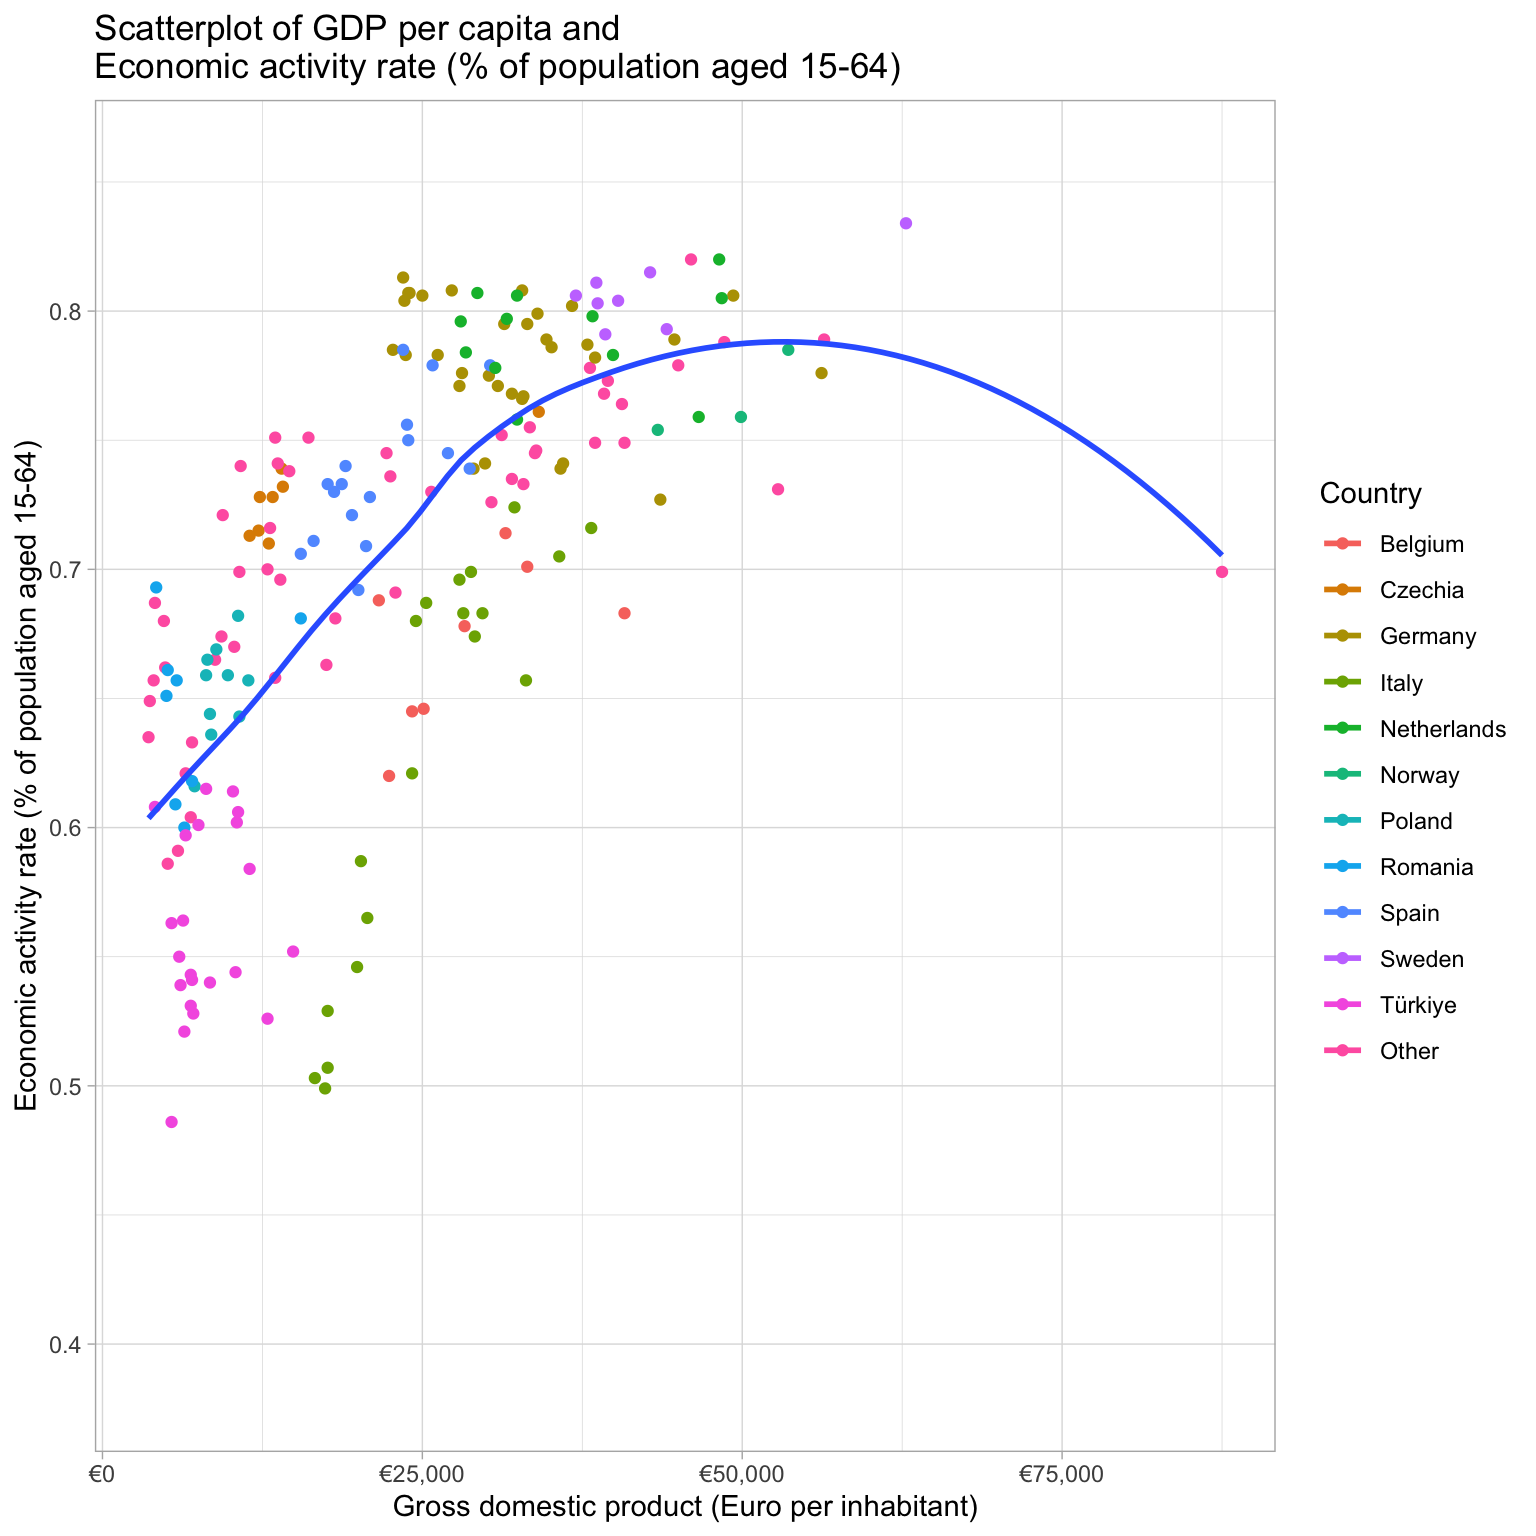 Scatterplot of GDP per capita and
Economic activity rate (% of population aged 15-64)
Economic activity rate (% of population aged 15-64)
0.8
0.7
0.6
0.5
0.4
€0
€25,000
€50,000
€75,000
Gross domestic product (Euro per inhabitant)
Country
Belgium
Czechia
Germany
Italy
Netherlands
Norway
Poland
Romania
Spain
Sweden
Türkiye
Other